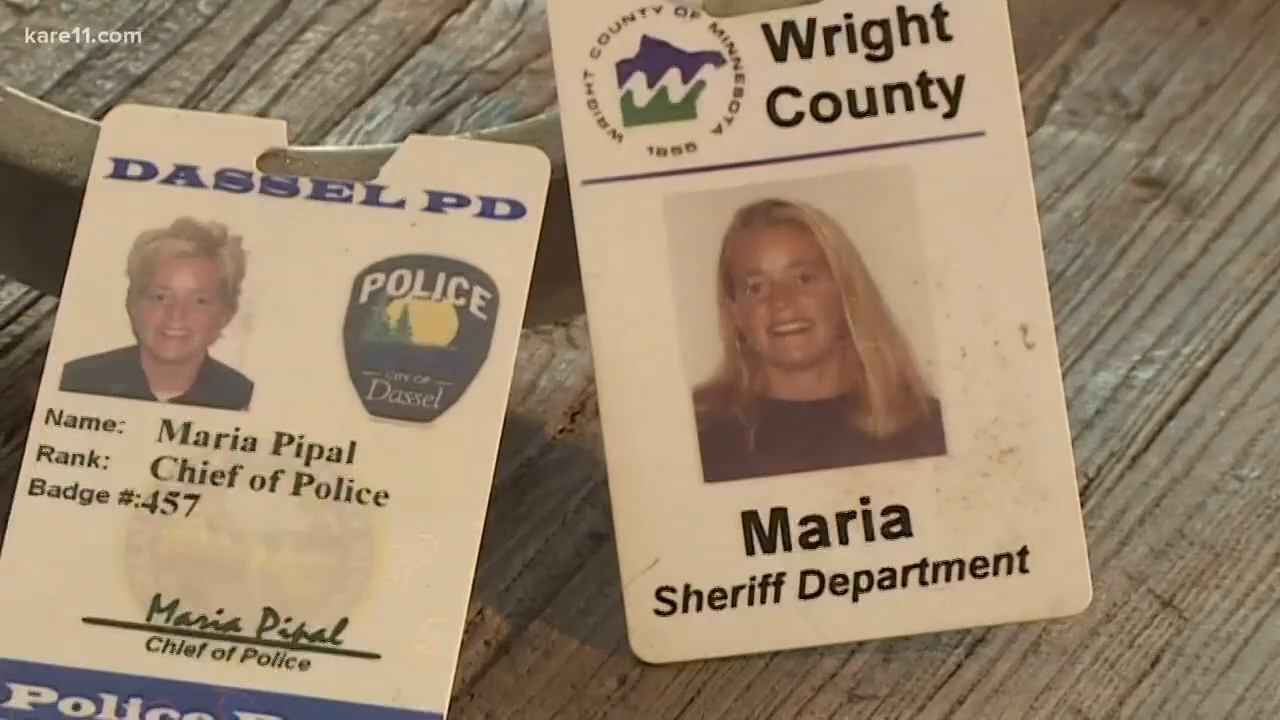 kare11.com
DASSEL PD
POLICE
CITY OF
Dassel
Name: Maria Pipal
Rank: Chief of Police
Badge #:457
Maria Pipal
Chief of Police
Police
WRIGHT COUNTY OF MINNESOTA
1855
Wright
County
Maria
Sheriff Department